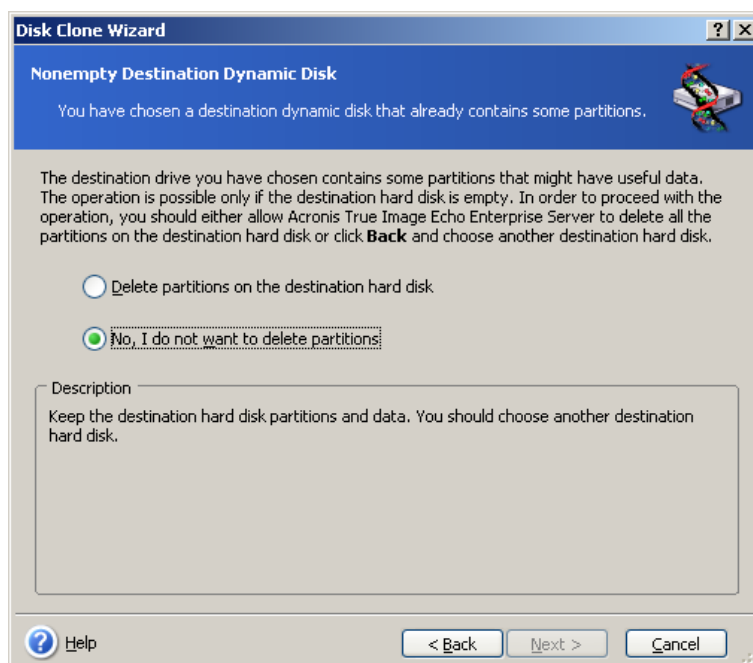 Disk Clone Wizard
Nonempty Destination Dynamic Disk
You have chosen a destination dynamic disk that already contains some partitions.
The destination drive you have chosen contains some partitions that might have useful data.
The operation is possible only if the destination hard disk is empty. In order to proceed with the
operation, you should either allow Acronis True Image Echo Enterprise Server to delete all the
partitions on the destination hard disk or click Back and choose another destination hard disk.
Delete partitions on the destination hard disk
No, I do not want to delete partitions
Description
Keep the destination hard disk partitions and data. You should choose another destination
hard disk.
Help
< Back
Next >
Cancel